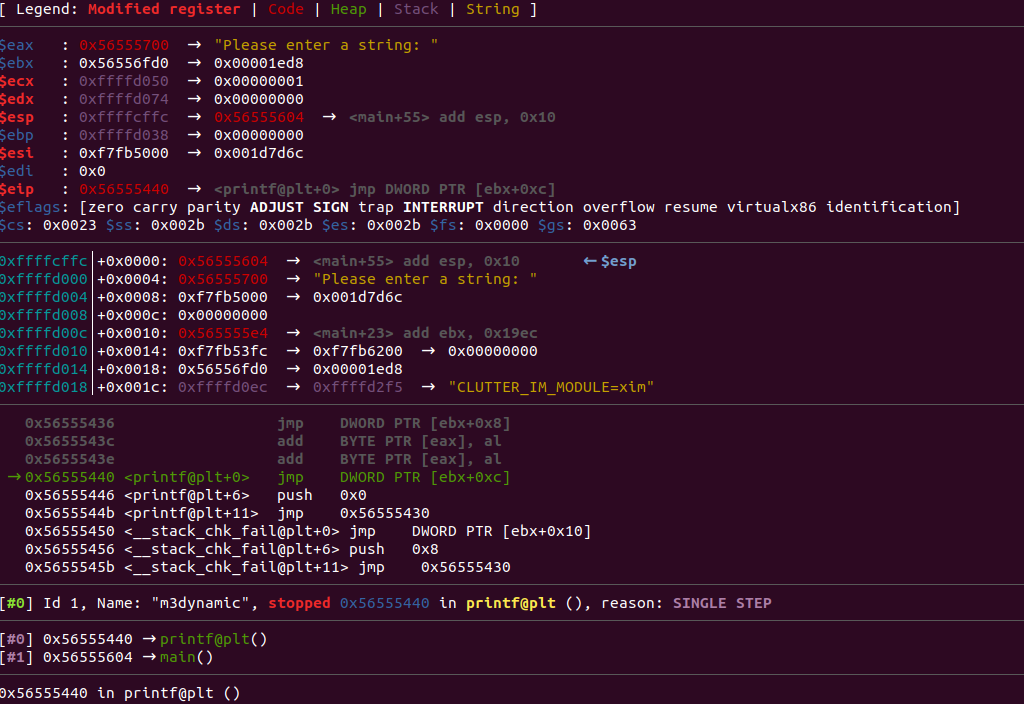 [ Legend: Modified register | Code | Heap | Stack | String ]
$eax   : 0x56555700  →  "Please enter a string: "
$ebx   : 0x56556fd0  →  0x00001ed8
$ecx   : 0xffffd050  →  0x00000001
$edx   : 0xffffd074  →  0x00000000
$esp   : 0xffffcffc  →  0x56555604  →  <main+55> add esp, 0x10
$ebp   : 0xffffd038  →  0x00000000
$esi   : 0xf7fb5000  →  0x001d7d6c
$edi   : 0x0
$eip   : 0x56555440  →  <printf@plt+0> jmp DWORD PTR [ebx+0xc]
$eflags: [zero carry parity ADJUST SIGN trap INTERRUPT direction overflow resume virtualx86 identification]
$cs: 0x0023 $ss: 0x002b $ds: 0x002b $es: 0x002b $fs: 0x0000 $gs: 0x0063
0xffffcffc│+0x0000: 0x56555604  →  <main+55> add esp, 0x10       ← $esp
0xffffd000│+0x0004: 0x56555700  →  "Please enter a string: "
0xffffd004│+0x0008: 0xf7fb5000  →  0x001d7d6c
0xffffd008│+0x000c: 0x00000000
0xffffd00c│+0x0010: 0x565555e4  →  <main+23> add ebx, 0x19ec
0xffffd010│+0x0014: 0xf7fb53fc  →  0xf7fb6200  →  0x00000000
0xffffd014│+0x0018: 0x56556fd0  →  0x00001ed8
0xffffd018│+0x001c: 0xffffd0ec  →  0xffffd2f5  →  "CLUTTER_IM_MODULE=xim"
0x56555436                  jmp    DWORD PTR [ebx+0x8]
0x5655543c                  add    BYTE PTR [eax], al
0x5655543e                  add    BYTE PTR [eax], al
→ 0x56555440 <printf@plt+0>   jmp    DWORD PTR [ebx+0xc]
0x56555446 <printf@plt+6>   push   0x0
0x5655544b <printf@plt+11>  jmp    0x56555430
0x56555450 <__stack_chk_fail@plt+0> jmp    DWORD PTR [ebx+0x10]
0x56555456 <__stack_chk_fail@plt+6> push   0x8
0x5655545b <__stack_chk_fail@plt+11> jmp    0x56555430
[#0] Id 1, Name: "m3dynamic", stopped 0x56555440 in printf@plt (), reason: SINGLE STEP
[#0] 0x56555440 → printf@plt()
[#1] 0x56555604 → main()
0x56555440 in printf@plt ()